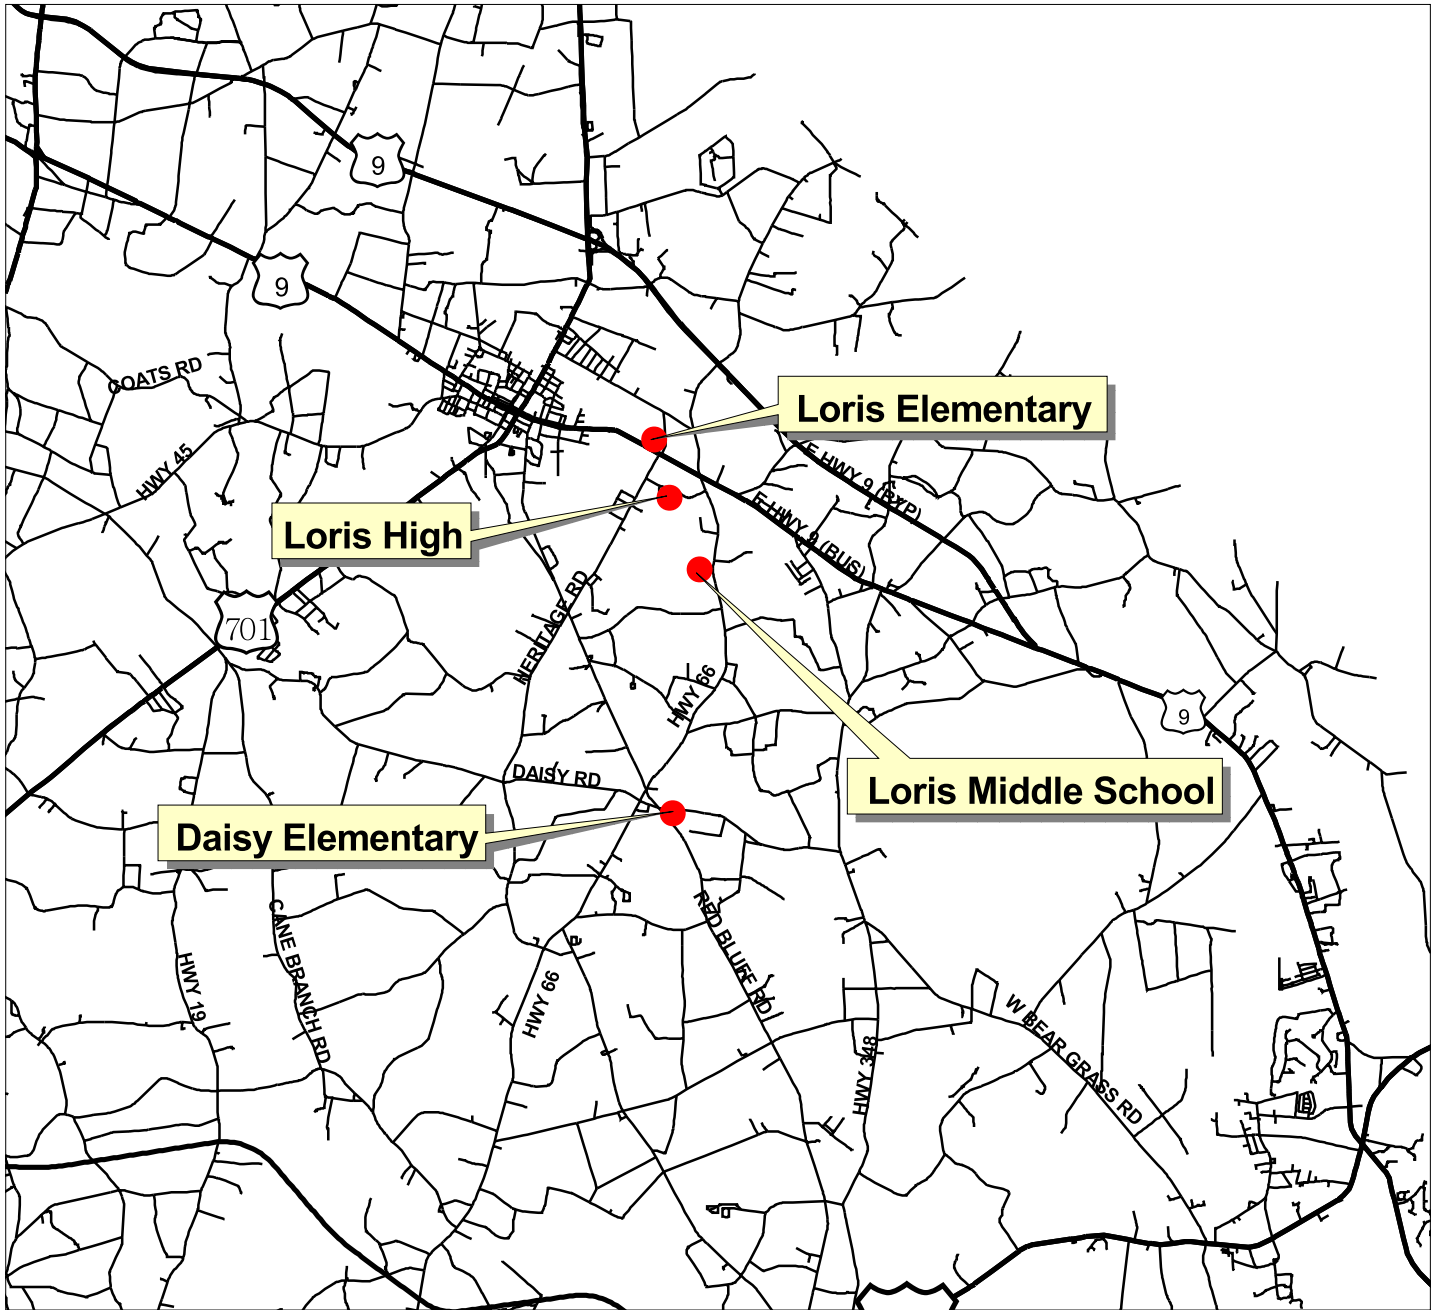 9
9
COATS RD
Loris Elementary
HWY 45
E HWY 9 (BYP)
E HWY 9 (BUS)
Loris High
HERITAGE RD
701
HWY 66
9
DAISY RD
Loris Middle School
Daisy Elementary
RED BLUFF RD
CANE BRANCH RD
HWY 19
HWY 66
W BEAR GRASS RD
HWY 348